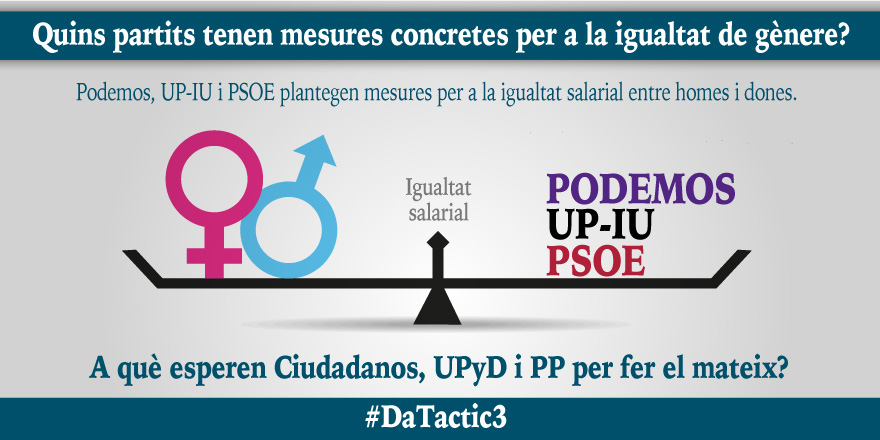 Quins partits tenen mesures concretes per a la igualtat de gènere?
Podemos, UP-IU i PSOE plantegen mesures per a la igualtat salarial entre homes i dones.
Igualtat
salarial
PODEMOS
UP-IU
PSOE
A què esperen Ciudadanos, UPyD i PP per fer el mateix?
#DaTactic3